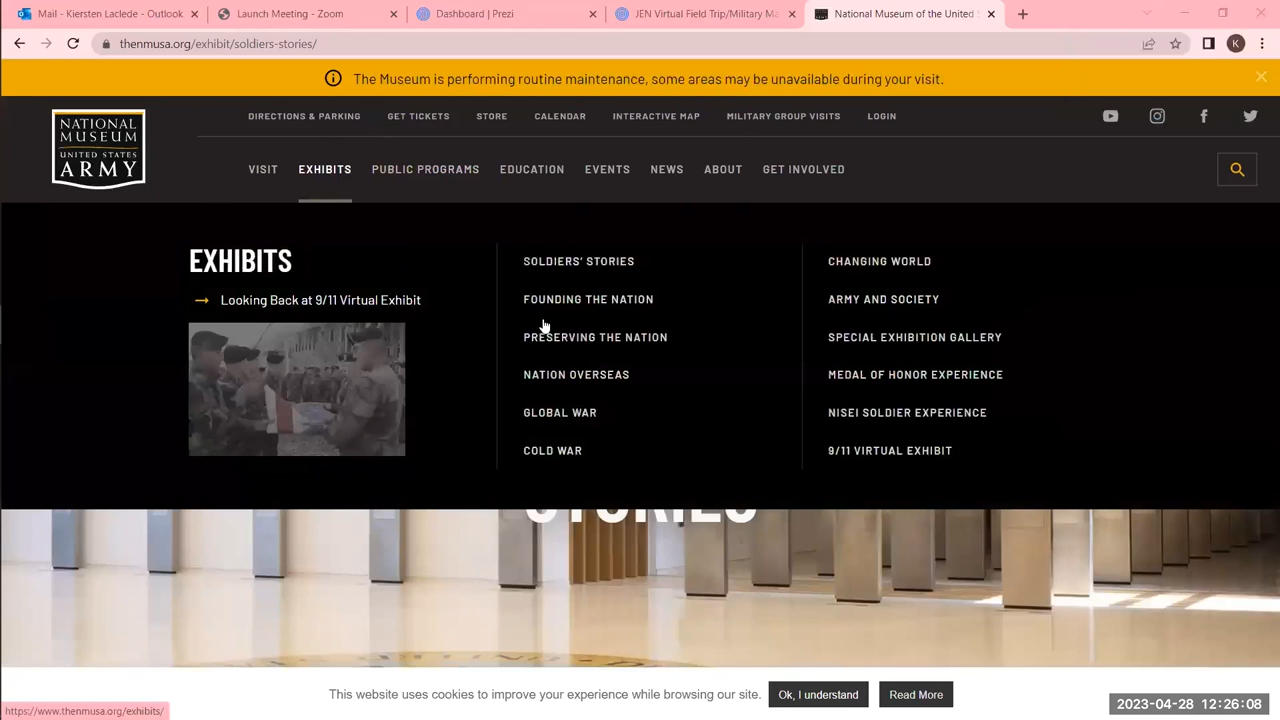 Mail - Kiersten Laclede - Outlook
Launch Meeting - Zoom
Dashboard | Prezi
JEN Virtual Field Trip/Military Ma
National Museum of the United S
thenmusa.org/exhibit/soldiers-stories/
K
The Museum is performing routine maintenance, some areas may be unavailable during your visit.
NATIONAL
MUSEUM
UNITED STATES
ARMY
DIRECTIONS & PARKING
GET TICKETS
STORE
CALENDAR
INTERACTIVE MAP
MILITARY GROUP VISITS
LOGIN
VISIT
EXHIBITS
PUBLIC PROGRAMS
EDUCATION
EVENTS
NEWS
ABOUT
GET INVOLVED
EXHIBITS
Looking Back at 9/11 Virtual Exhibit
SOLDIERS' STORIES
FOUNDING THE NATION
PRESERVING THE NATION
NATION OVERSEAS
GLOBAL WAR
COLD WAR
CHANGING WORLD
ARMY AND SOCIETY
SPECIAL EXHIBITION GALLERY
MEDAL OF HONOR EXPERIENCE
NISEI SOLDIER EXPERIENCE
9/11 VIRTUAL EXHIBIT
STORIES
This website uses cookies to improve your experience while browsing our site.
Ok, I understand
Read More
https://www.thenmusa.org/exhibits/
2023-04-28 12:26:08